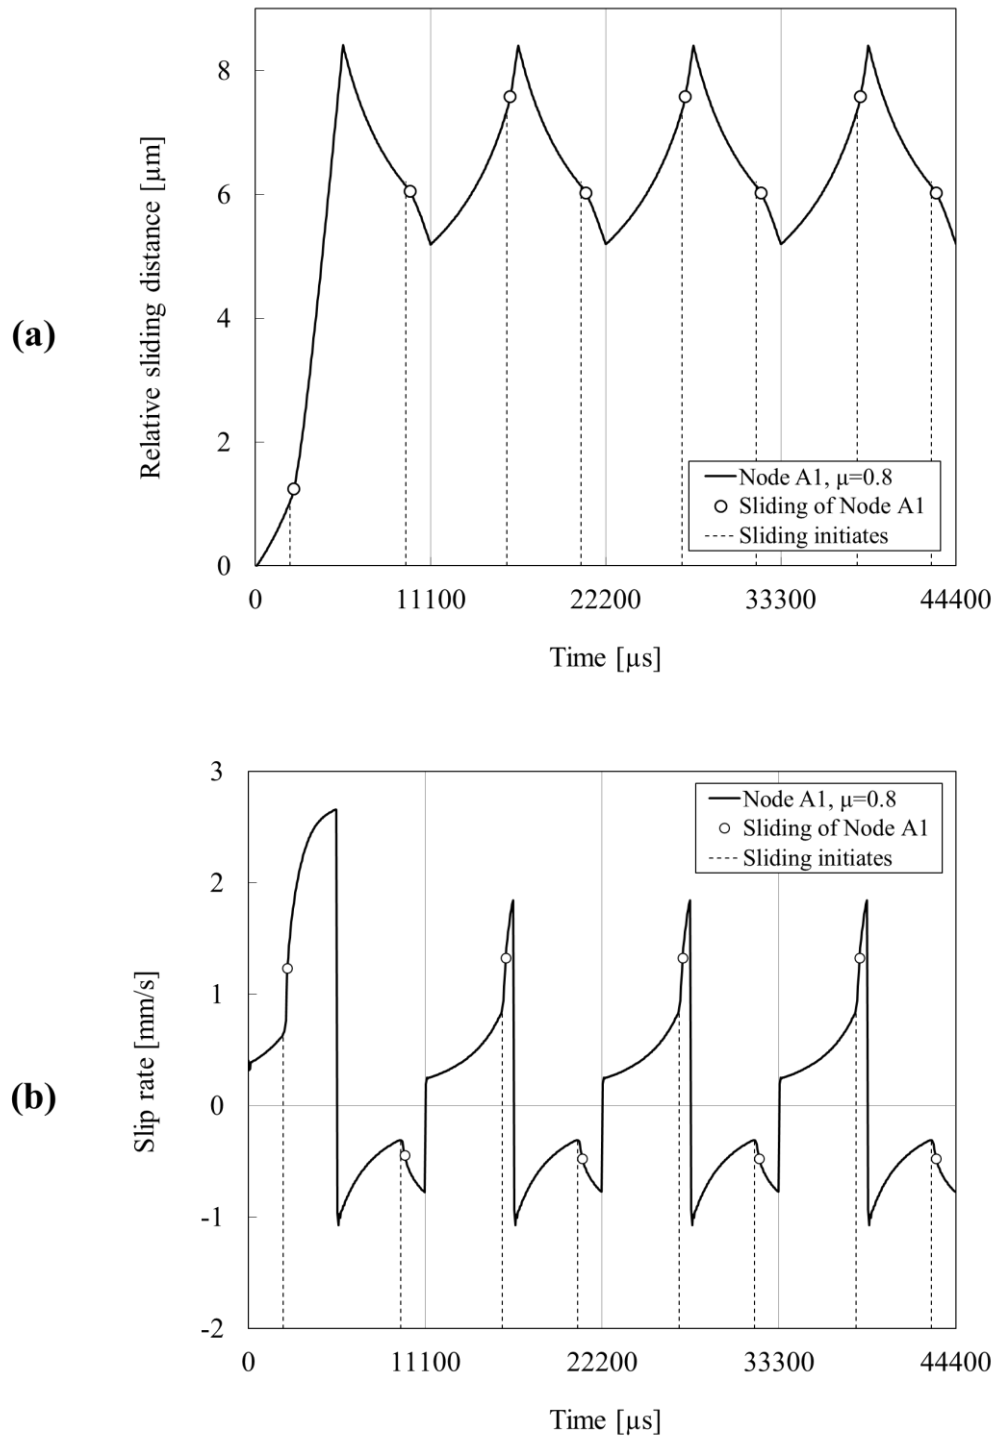 (a)
Relative sliding distance [μm]
8
6
4
2
0
Node A1, μ=0.8
Sliding of Node A1
Sliding initiates
0 11100 22200 33300 44400
Time [μs]
(b)
Slip rate [mm/s]
3
2
1
0
-1
-2
Node A1, μ=0.8
Sliding of Node A1
Sliding initiates
0 11100 22200 33300 44400
Time [μs]